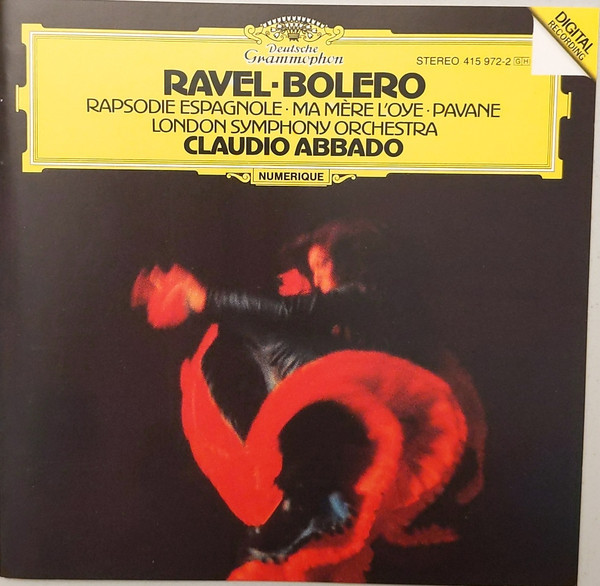 DIGITAL
RECORDING
Deutsche
Grammophon
STEREO 415 972-2 GH
RAVEL·BOLERO
RAPSODIE ESPAGNOLE · MA MÈRE L'OYE · PAVANE
LONDON SYMPHONY ORCHESTRA
CLAUDIO ABBADO
NUMERIQUE